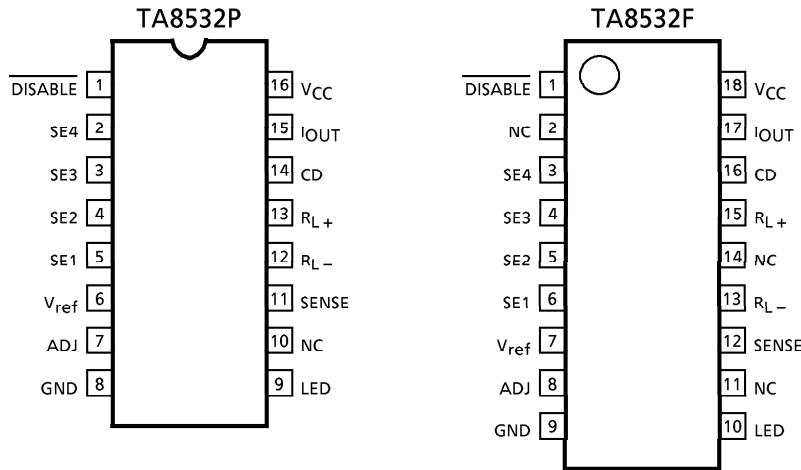 TA8532P
DISABLE 1 16 VCC
SE4 2 15 IOUT
SE3 3 14 CD
SE2 4 13 RL+
SE1 5 12 RL−
Vref 6 11 SENSE
ADJ 7 10 NC
GND 8 9 LED
TA8532F
DISABLE 1 18 VCC
NC 2 17 IOUT
SE4 3 16 CD
SE3 4 15 RL+
SE2 5 14 NC
SE1 6 13 RL−
Vref 7 12 SENSE
ADJ 8 11 NC
GND 9 10 LED